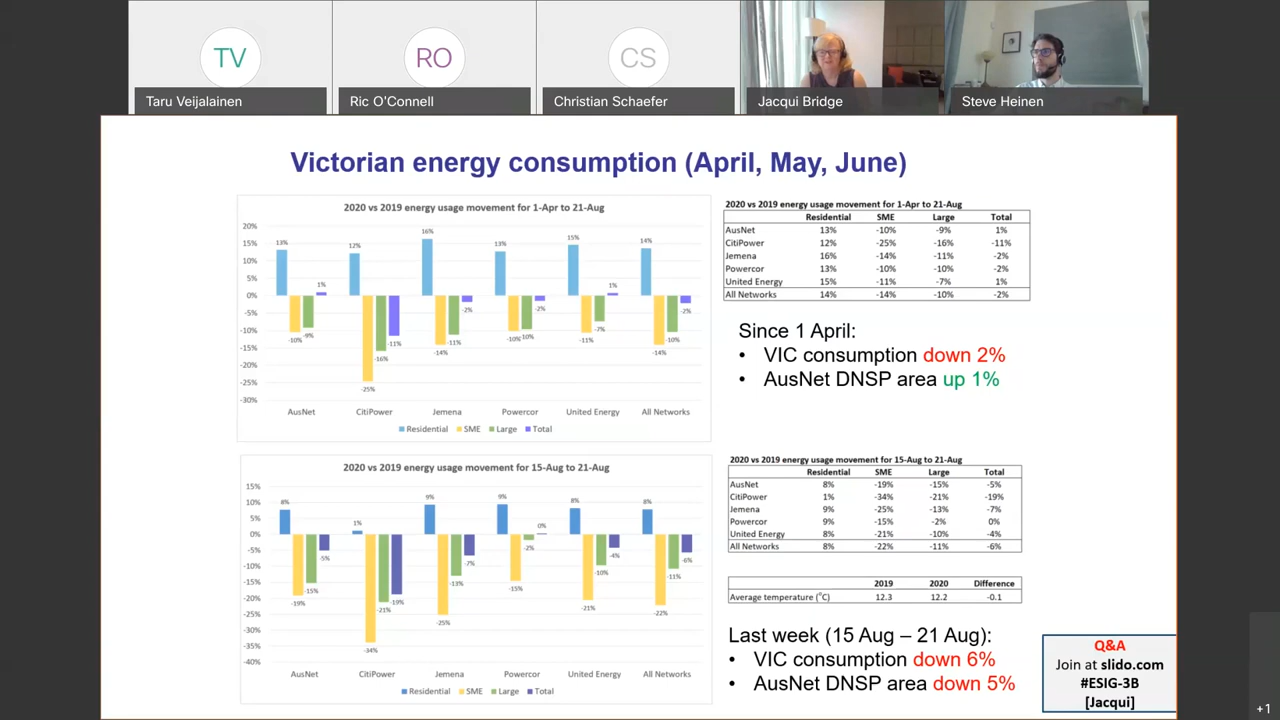 TV
RO
CS
Taru Veijalainen
Ric O'Connell
Christian Schaefer
Jacqui Bridge
Steve Heinen
Victorian energy consumption (April, May, June)
2020 vs 2019 energy usage movement for 1-Apr to 21-Aug
20%
15%
10%
5%
0%
-5%
-10%
-15%
-20%
-25%
-30%
13%
-10%
-9%
1%
12%
-25%
-16%
-11%
16%
-14%
-11%
-2%
13%
-10%
-10%
-2%
15%
-11%
-7%
1%
14%
-14%
-10%
-2%
AusNet CitiPower Jemena Powercor United Energy All Networks
Residential SME Large Total
2020 vs 2019 energy usage movement for 1-Apr to 21-Aug
Residential SME Large Total
AusNet 13% -10% -9% 1%
CitiPower 12% -25% -16% -11%
Jemena 16% -14% -11% -2%
Powercor 13% -10% -10% -2%
United Energy 15% -11% -7% 1%
All Networks 14% -14% -10% -2%
Since 1 April:
• VIC consumption down 2%
• AusNet DNSP area up 1%
2020 vs 2019 energy usage movement for 15-Aug to 21-Aug
15%
10%
5%
0%
-5%
-10%
-15%
-20%
-25%
-30%
-35%
-40%
8%
-19%
-15%
-5%
1%
-34%
-21%
-19%
9%
-25%
-13%
-7%
9%
-15%
-2%
0%
8%
-21%
-10%
-4%
8%
-22%
-11%
-6%
AusNet CitiPower Jemena Powercor United Energy All Networks
Residential SME Large Total
2020 vs 2019 energy usage movement for 15-Aug to 21-Aug
Residential SME Large Total
AusNet 8% -19% -15% -5%
CitiPower 1% -34% -21% -19%
Jemena 9% -25% -13% -7%
Powercor 9% -15% -2% 0%
United Energy 8% -21% -10% -4%
All Networks 8% -22% -11% -6%
2019 2020 Difference
Average temperature (°C) 12.3 12.2 -0.1
Last week (15 Aug – 21 Aug):
• VIC consumption down 6%
• AusNet DNSP area down 5%
Q&A
Join at slido.com
#ESIG-3B
[Jacqui]
+1